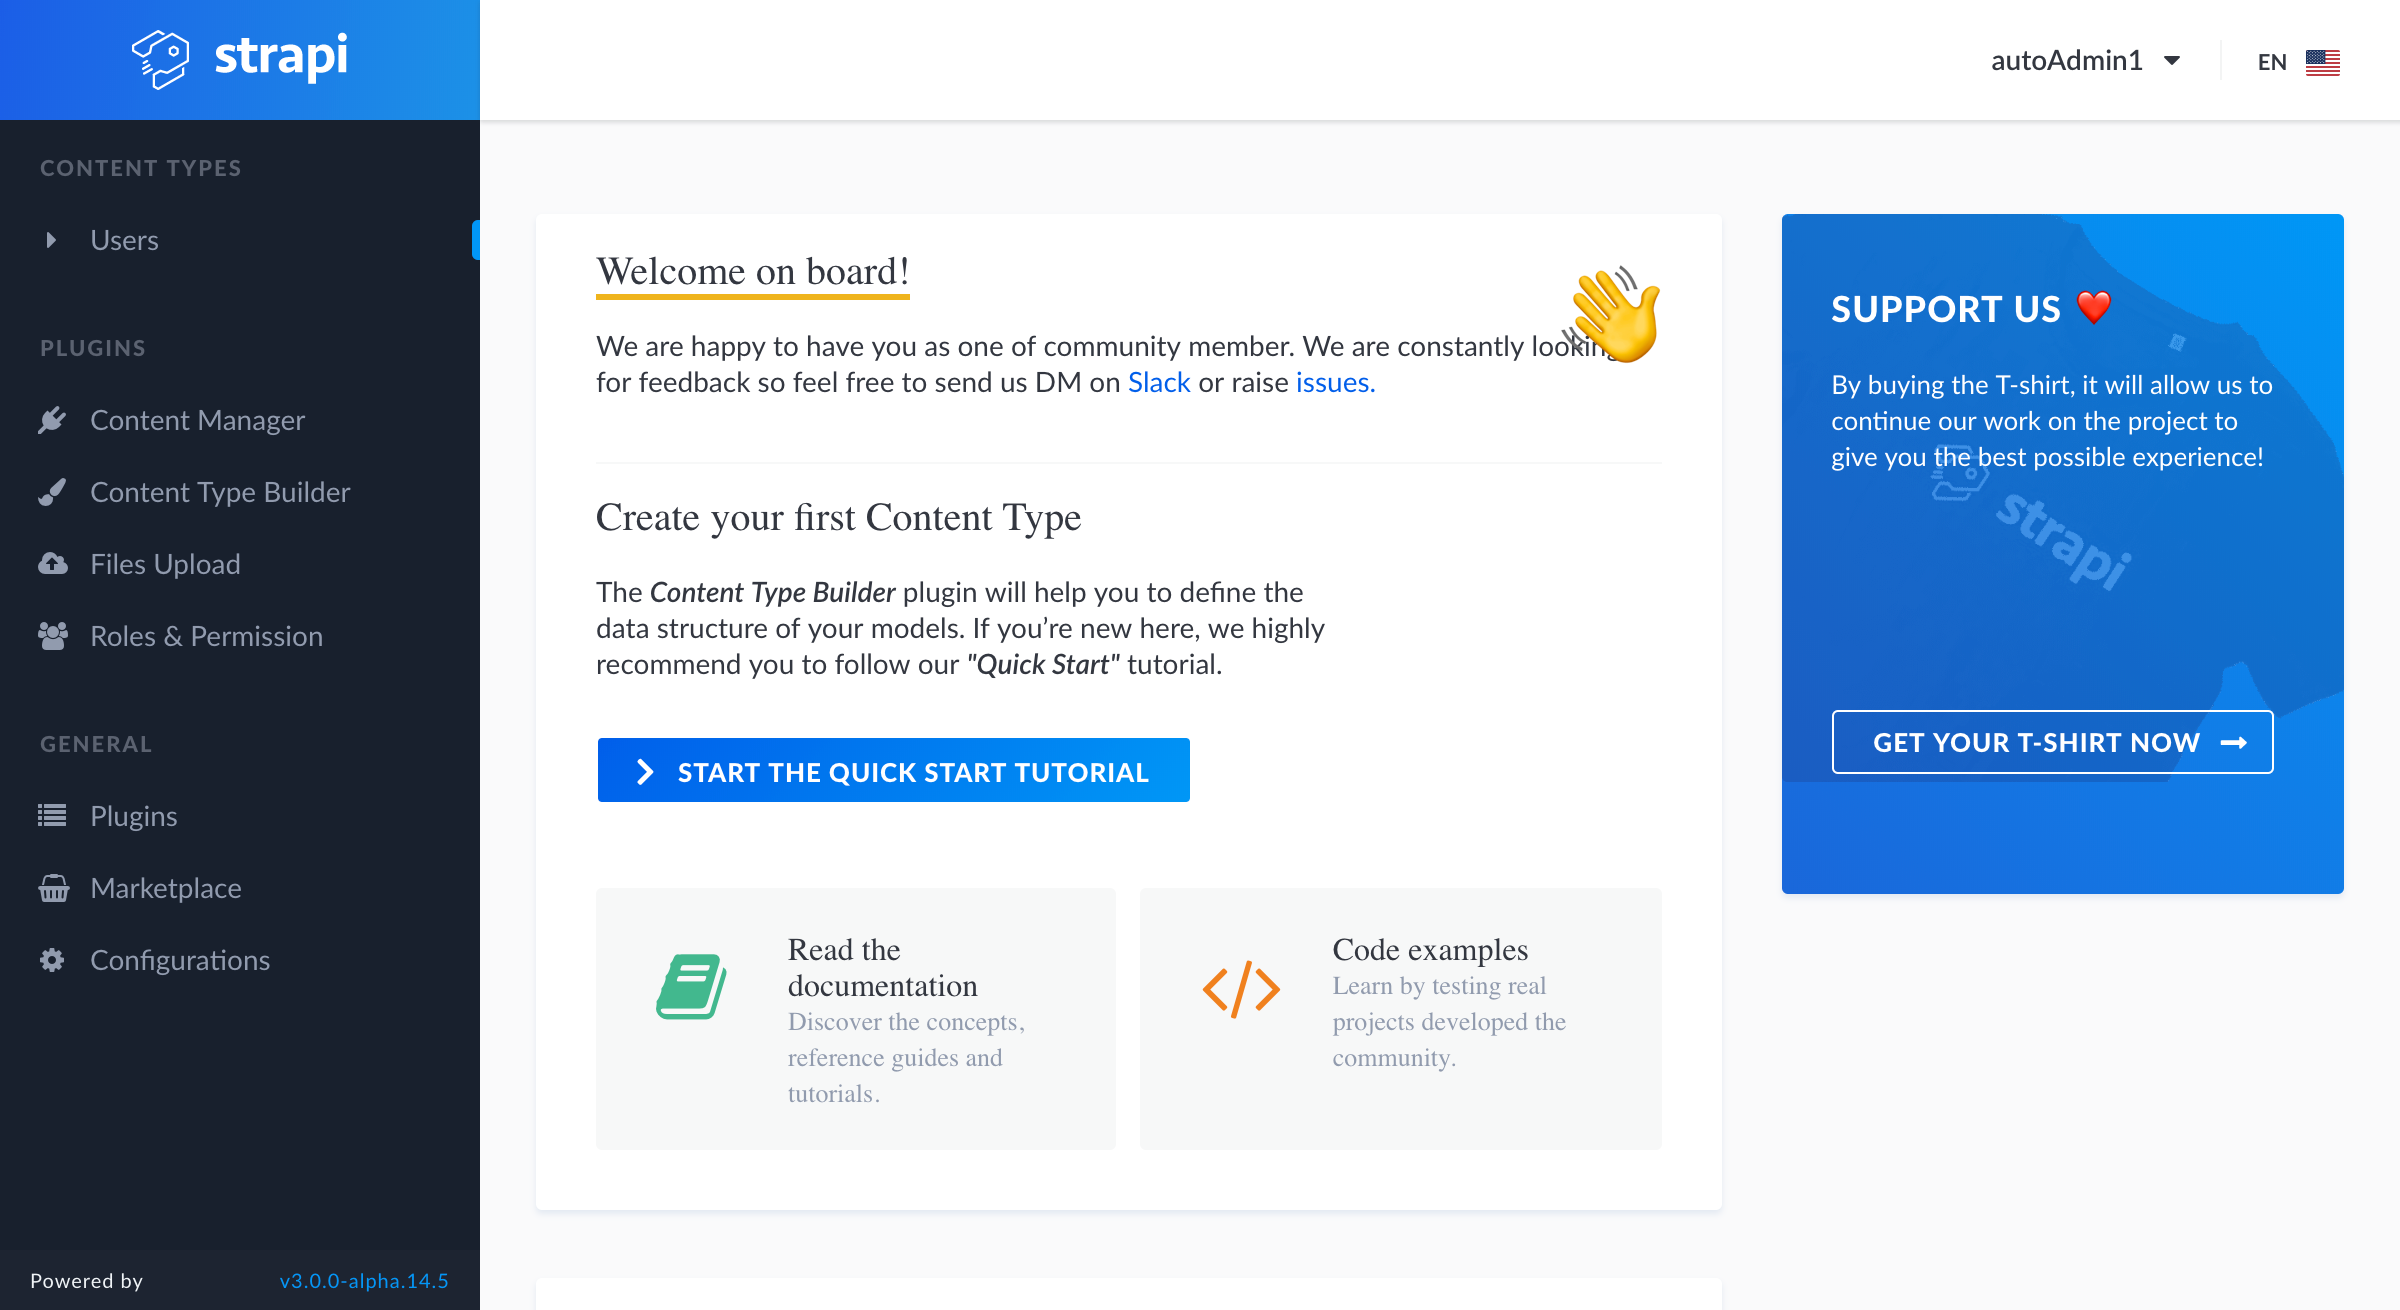 strapi
autoAdmin1
EN
CONTENT TYPES
Users
PLUGINS
Content Manager
Content Type Builder
Files Upload
Roles & Permission
GENERAL
Plugins
Marketplace
Configurations
Powered by
v3.0.0-alpha.14.5
Welcome on board!
We are happy to have you as one of community member. We are constantly looking
for feedback so feel free to send us DM on Slack or raise issues.
Create your first Content Type
The Content Type Builder plugin will help you to define the
data structure of your models. If you’re new here, we highly
recommend you to follow our "Quick Start" tutorial.
START THE QUICK START TUTORIAL
Read the
documentation
Discover the concepts,
reference guides and
tutorials.
Code examples
Learn by testing real
projects developed the
community.
SUPPORT US
By buying the T-shirt, it will allow us to
continue our work on the project to
give you the best possible experience!
strapi
GET YOUR T-SHIRT NOW